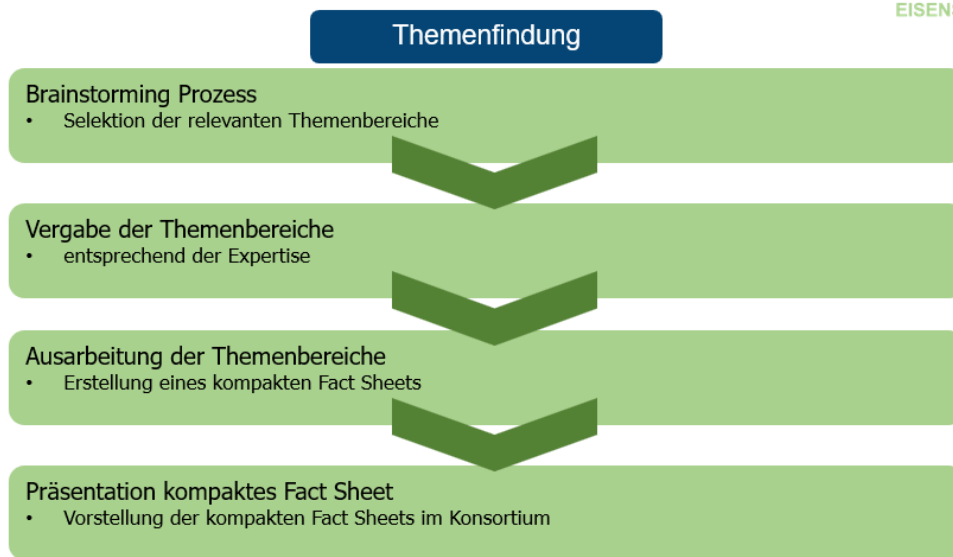 Themenfindung
Brainstorming Prozess
• Selektion der relevanten Themenbereiche
Vergabe der Themenbereiche
• entsprechend der Expertise
Ausarbeitung der Themenbereiche
• Erstellung eines kompakten Fact Sheets
Präsentation kompaktes Fact Sheet
• Vorstellung der kompakten Fact Sheets im Konsortium